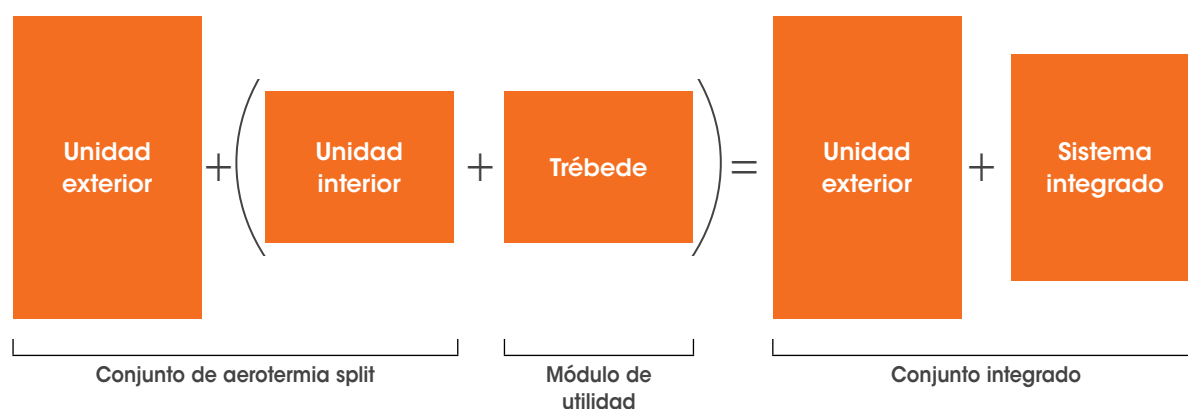 Unidad
exterior
+
(
Unidad
interior
+
Trébede
)
=
Unidad
exterior
+
Sistema
integrado
Conjunto de aerotermia split
Módulo de
utilidad
Conjunto integrado